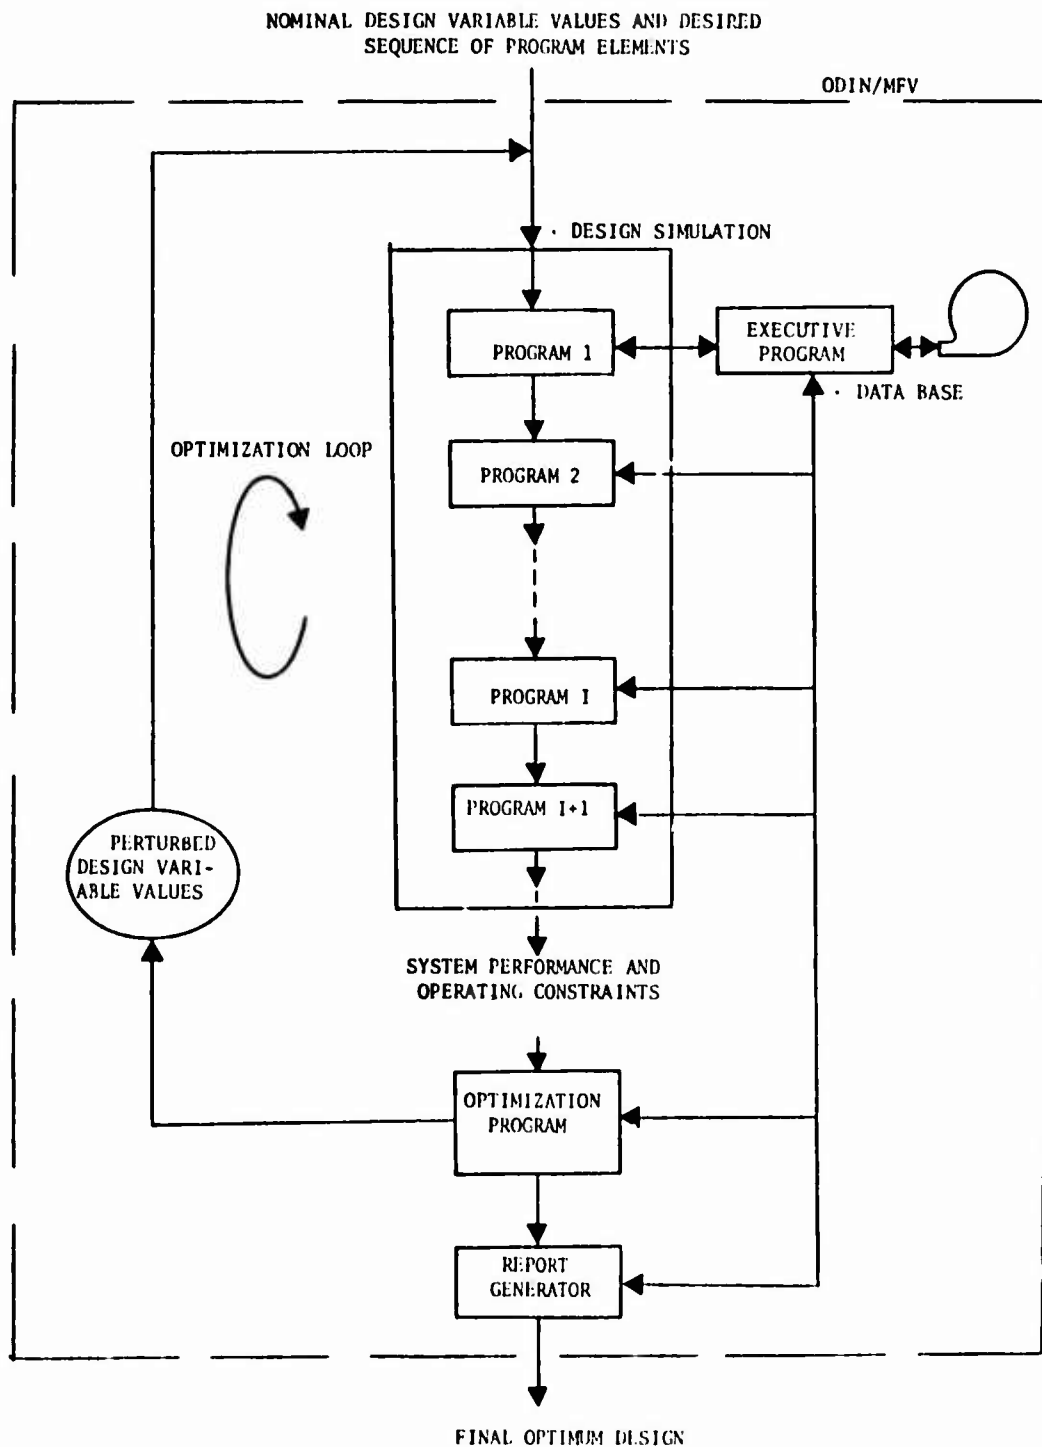 NOMINAL DESIGN VARIABLE VALUES AND DESIRED
SEQUENCE OF PROGRAM ELEMENTS
ODIN/MFV
· DESIGN SIMULATION
PROGRAM 1
EXECUTIVE
PROGRAM
· DATA BASE
OPTIMIZATION LOOP
PROGRAM 2
PROGRAM I
PROGRAM I+1
PERTURBED
DESIGN VARI-
ABLE VALUES
SYSTEM PERFORMANCE AND
OPERATING CONSTRAINTS
OPTIMIZATION
PROGRAM
REPORT
GENERATOR
FINAL OPTIMUM DESIGN